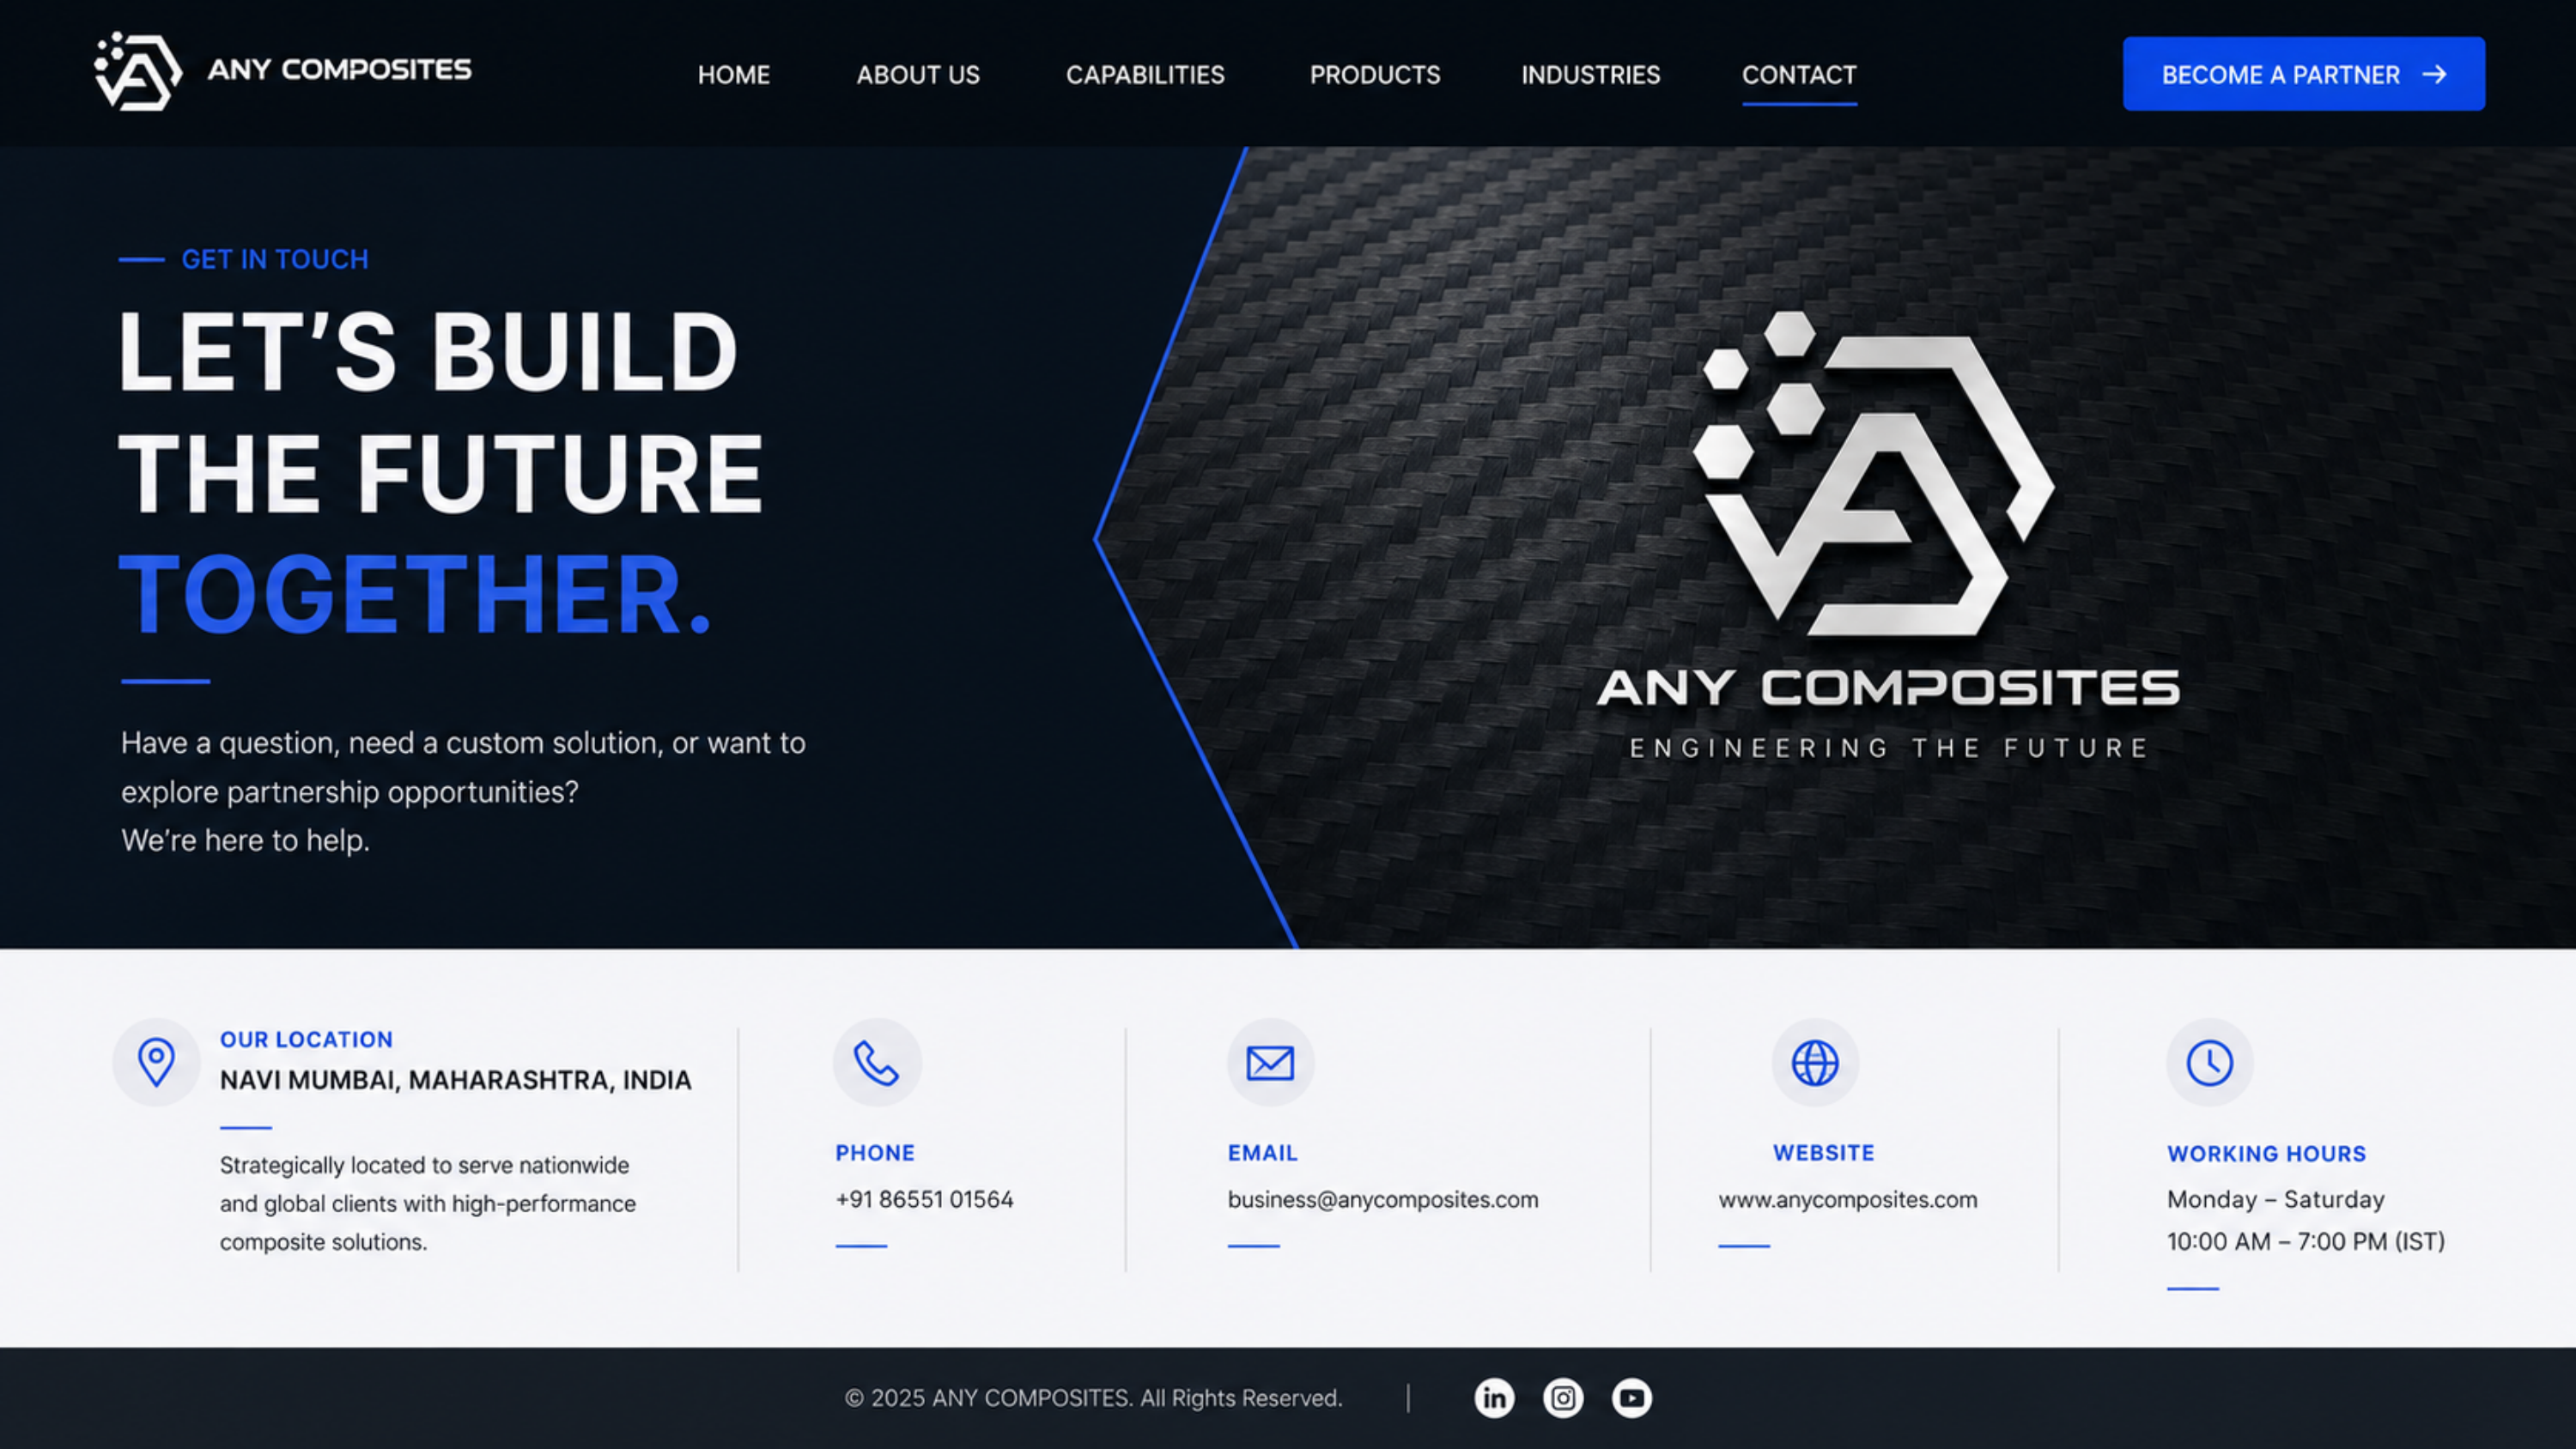 ANY COMPOSITES
HOME
ABOUT US
CAPABILITIES
PRODUCTS
INDUSTRIES
CONTACT
BECOME A PARTNER
GET IN TOUCH
LET’S BUILD
THE FUTURE
TOGETHER.
Have a question, need a custom solution, or want to
explore partnership opportunities?
We’re here to help.
ANY COMPOSITES
ENGINEERING THE FUTURE
OUR LOCATION
NAVI MUMBAI, MAHARASHTRA, INDIA
Strategically located to serve nationwide
and global clients with high-performance
composite solutions.
PHONE
+91 86551 01564
EMAIL
business@anycomposites.com
WEBSITE
www.anycomposites.com
WORKING HOURS
Monday – Saturday
10:00 AM – 7:00 PM (IST)
© 2025 ANY COMPOSITES. All Rights Reserved.
in